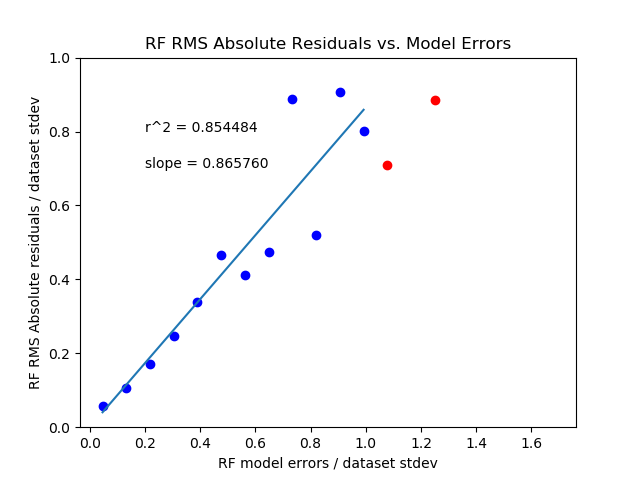 RF RMS Absolute Residuals vs. Model Errors
RF RMS Absolute residuals / dataset stdev
1.0
0.8
0.6
0.4
0.2
0.0
r^2 = 0.854484
slope = 0.865760
0.0 0.2 0.4 0.6 0.8 1.0 1.2 1.4 1.6
RF model errors / dataset stdev